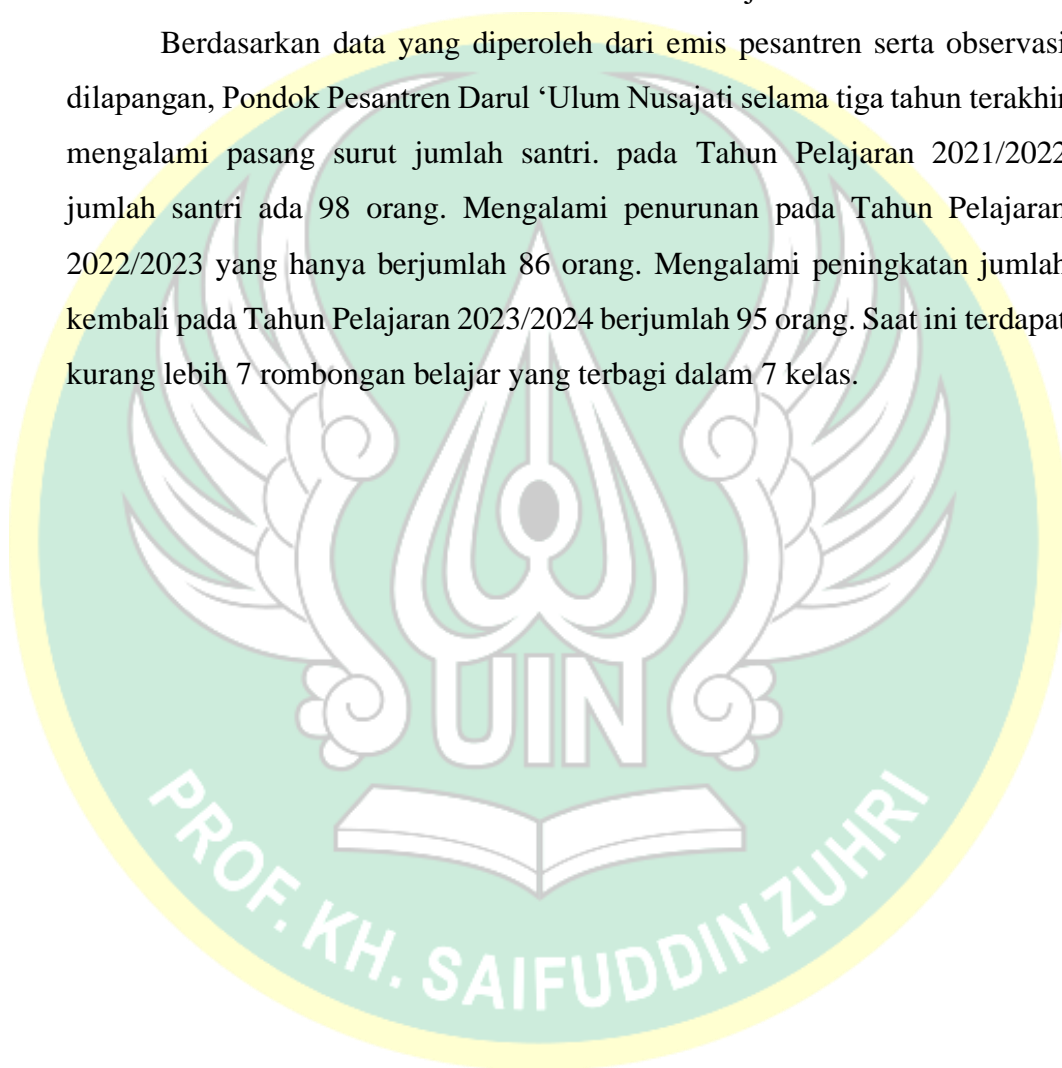 Berdasarkan data yang diperoleh dari emis pesantren serta observasi
dilapangan, Pondok Pesantren Darul ‘Ulum Nusajati selama tiga tahun terakhir
mengalami pasang surut jumlah santri. pada Tahun Pelajaran 2021/2022
jumlah santri ada 98 orang. Mengalami penurunan pada Tahun Pelajaran
2022/2023 yang hanya berjumlah 86 orang. Mengalami peningkatan jumlah
kembali pada Tahun Pelajaran 2023/2024 berjumlah 95 orang. Saat ini terdapat
kurang lebih 7 rombongan belajar yang terbagi dalam 7 kelas.
UIN
PROF. KH. SAIFUDDIN ZUHRI